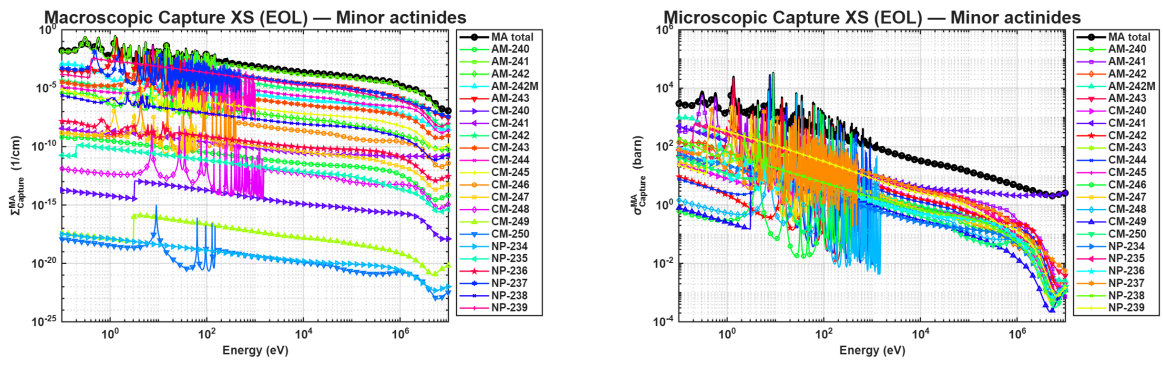 Macroscopic Capture XS (EOL) — Minor actinides
10^0
10^-5
10^-10
10^-15
10^-20
10^-25
Σ^MA_Capture (1/cm)
10^0 10^2 10^4 10^6
Energy (eV)
MA total
AM-240
AM-241
AM-242
AM-242M
AM-243
CM-240
CM-241
CM-242
CM-243
CM-244
CM-245
CM-246
CM-247
CM-248
CM-249
CM-250
NP-234
NP-235
NP-236
NP-237
NP-238
NP-239
Microscopic Capture XS (EOL) — Minor actinides
10^6
10^4
10^2
10^0
10^-2
10^-4
σ^MA_Capture (barn)
10^0 10^2 10^4 10^6
Energy (eV)
MA total
AM-240
AM-241
AM-242
AM-242M
AM-243
CM-240
CM-241
CM-242
CM-243
CM-244
CM-245
CM-246
CM-247
CM-248
CM-249
CM-250
NP-234
NP-235
NP-236
NP-237
NP-238
NP-239